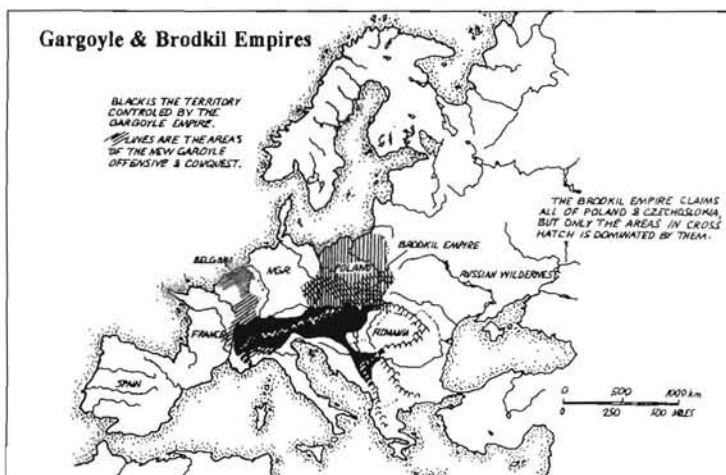 Gargoyle & Brodkil Empires
BLACK IS THE TERRITORY
CONTROLED BY THE
GARGOYLE EMPIRE.
LINES ARE THE AREAS
OF THE NEW GAROYLE
OFFENSIVE & CONQUEST.
THE BRODKIL EMPIRE CLAIMS
ALL OF POLAND & CZECHOSLONIA,
BUT ONLY THE AREAS IN CROSS
HATCH IS DOMINATED BY THEM.
BRODKIL EMPIRE
BELGIUM
NGR
POLAND
RUSSIAN WILDERNESS
FRANCE
ROMANIA
SPAIN
0 500 1000 KM
0 250 500 MILES